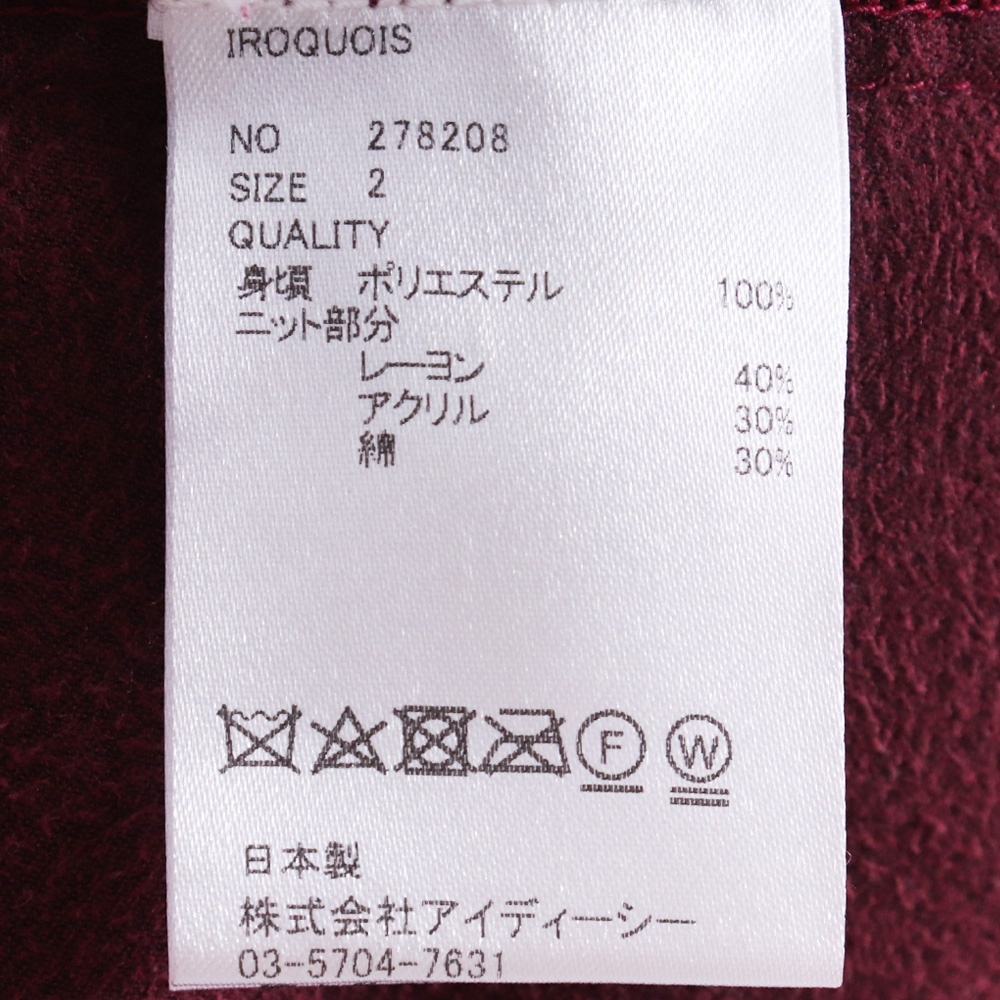 IROQUOIS
NO 278208
SIZE 2
QUALITY
身頃 ポリエステル 100%
ニット部分
レーヨン 40%
アクリル 30%
綿 30%
F W
日本製
株式会社アイディーシー
03-5704-7631